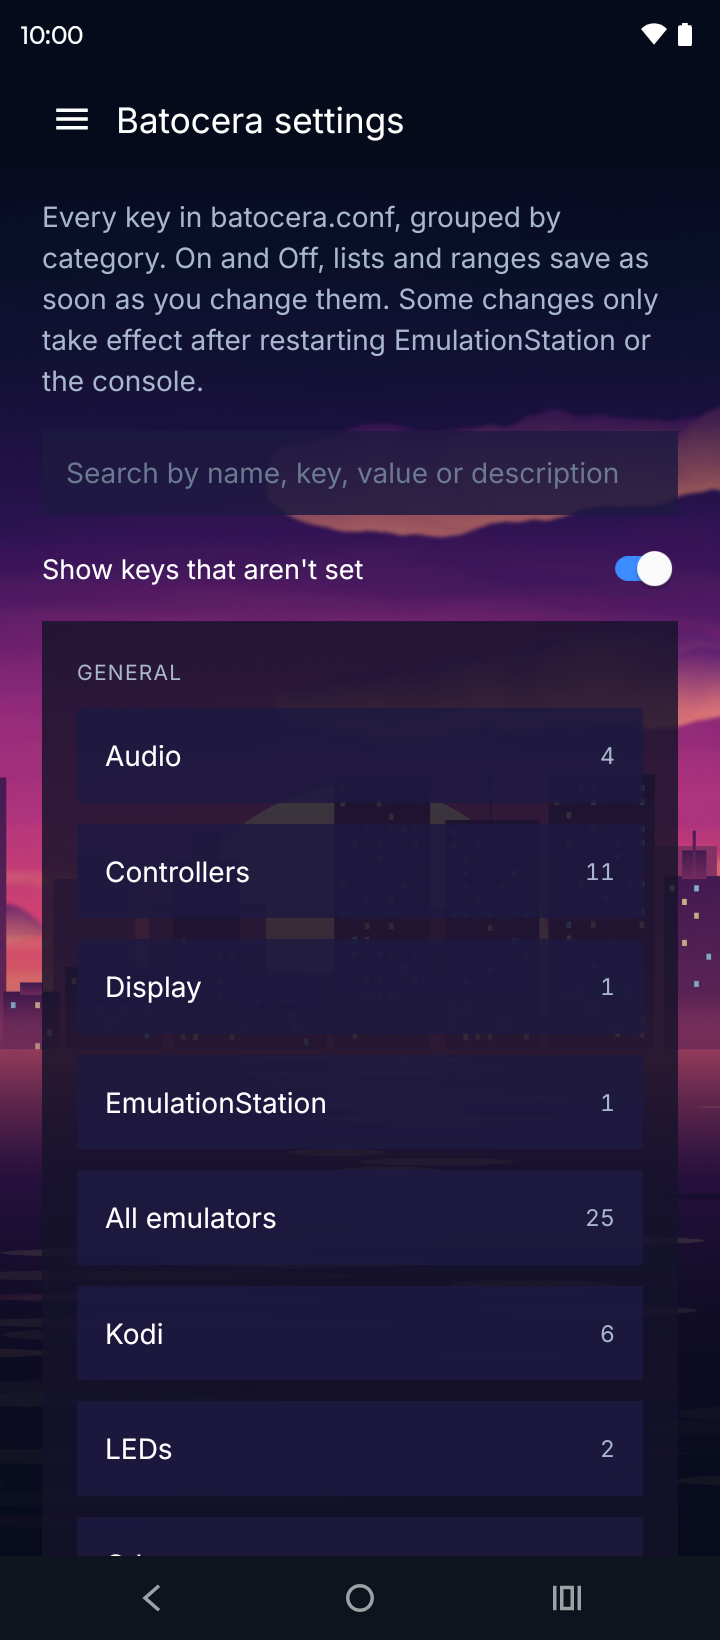 10:00
Batocera settings
Every key in batocera.conf, grouped by
category. On and Off, lists and ranges save as
soon as you change them. Some changes only
take effect after restarting EmulationStation or
the console.
Search by name, key, value or description
Show keys that aren't set
GENERAL
Audio 4
Controllers 11
Display 1
EmulationStation 1
All emulators 25
Kodi 6
LEDs 2